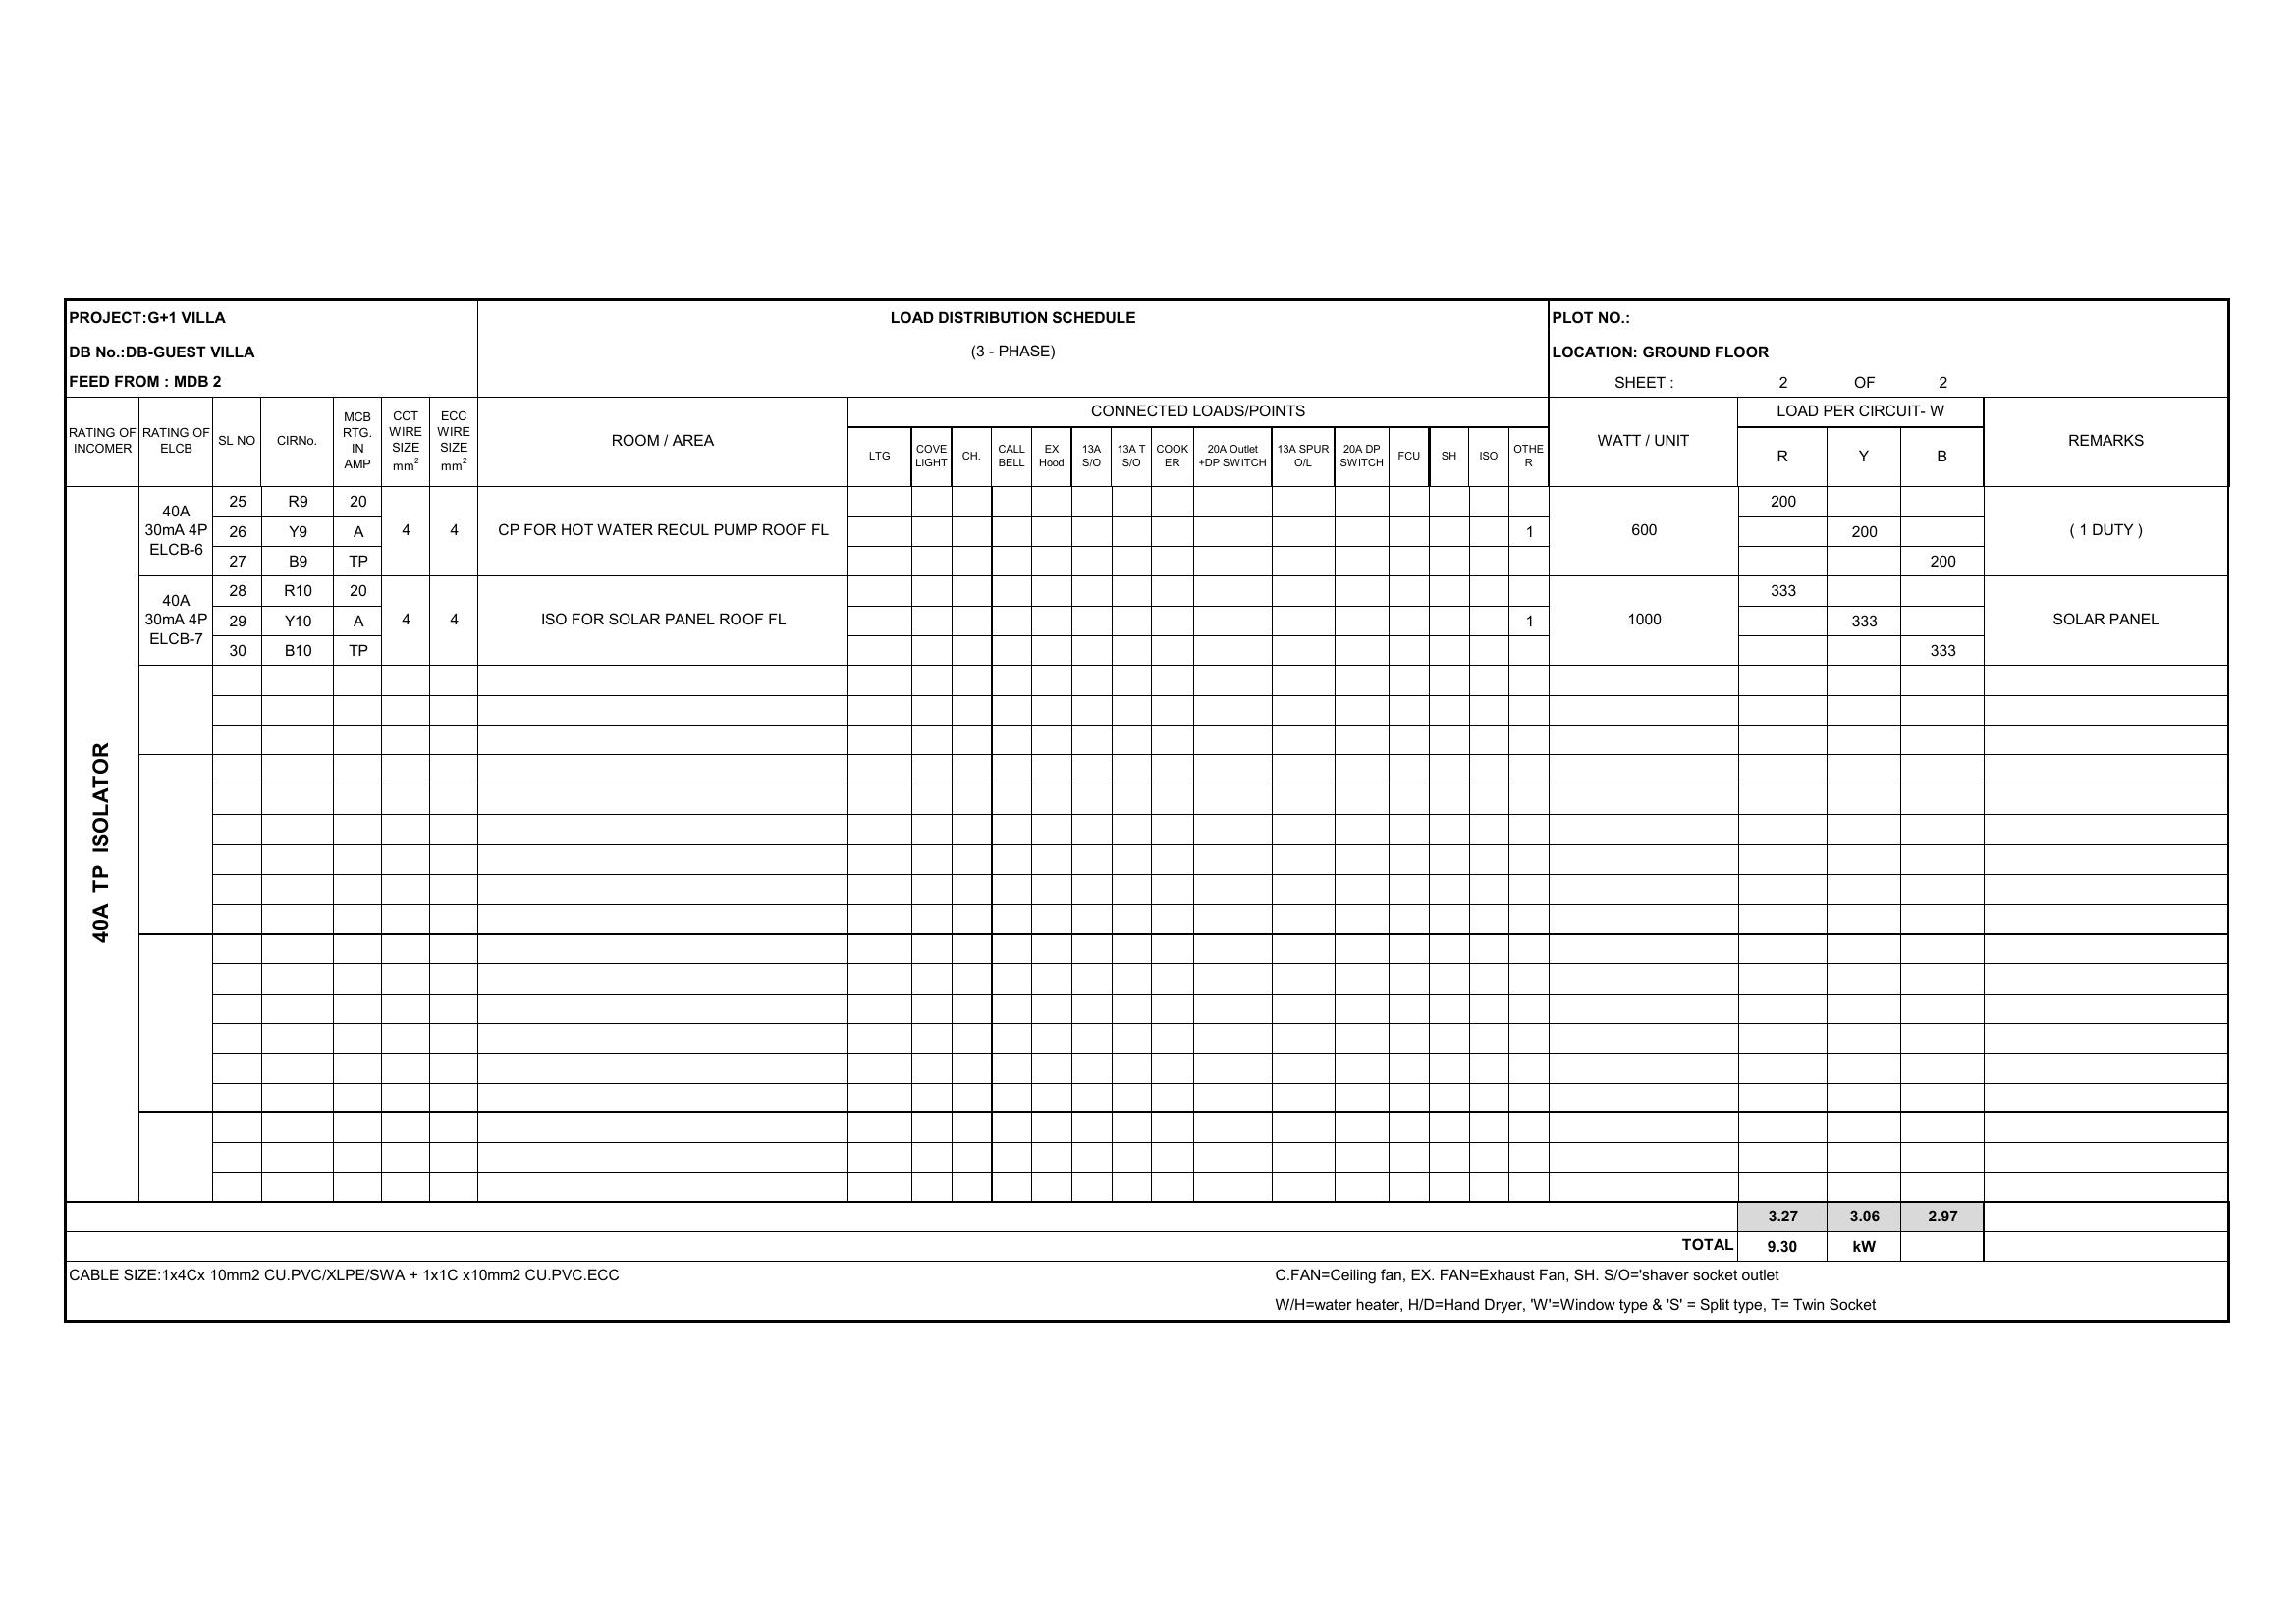 PROJECT:G+1 VILLA
LOAD DISTRIBUTION SCHEDULE
PLOT NO.:
DB No.:DB-GUEST VILLA
(3 - PHASE)
LOCATION: GROUND FLOOR
FEED FROM : MDB 2
SHEET : 2 OF 2
RATING OF INCOMER
RATING OF ELCB
SL NO
CIRNo.
MCB RTG. IN AMP
CCT WIRE SIZE mm²
ECC WIRE SIZE mm²
ROOM / AREA
CONNECTED LOADS/POINTS
LTG
COVE LIGHT
CH.
CALL BELL
EX Hood
13A S/O
13A T S/O
COOK ER
20A Outlet +DP SWITCH
13A SPUR O/L
20A DP SWITCH
FCU
SH
ISO
OTHE R
WATT / UNIT
LOAD PER CIRCUIT- W
R Y B
REMARKS
40A TP ISOLATOR
40A
30mA 4P
ELCB-6
25 R9 20 200
26 Y9 A 4 4 CP FOR HOT WATER RECUL PUMP ROOF FL 1 600 200 ( 1 DUTY )
27 B9 TP 200
40A
30mA 4P
ELCB-7
28 R10 20 333
29 Y10 A 4 4 ISO FOR SOLAR PANEL ROOF FL 1 1000 333 SOLAR PANEL
30 B10 TP 333
3.27 3.06 2.97
TOTAL 9.30 kW
CABLE SIZE:1x4Cx 10mm2 CU.PVC/XLPE/SWA + 1x1C x10mm2 CU.PVC.ECC
C.FAN=Ceiling fan, EX. FAN=Exhaust Fan, SH. S/O='shaver socket outlet
W/H=water heater, H/D=Hand Dryer, 'W'=Window type & 'S' = Split type, T= Twin Socket